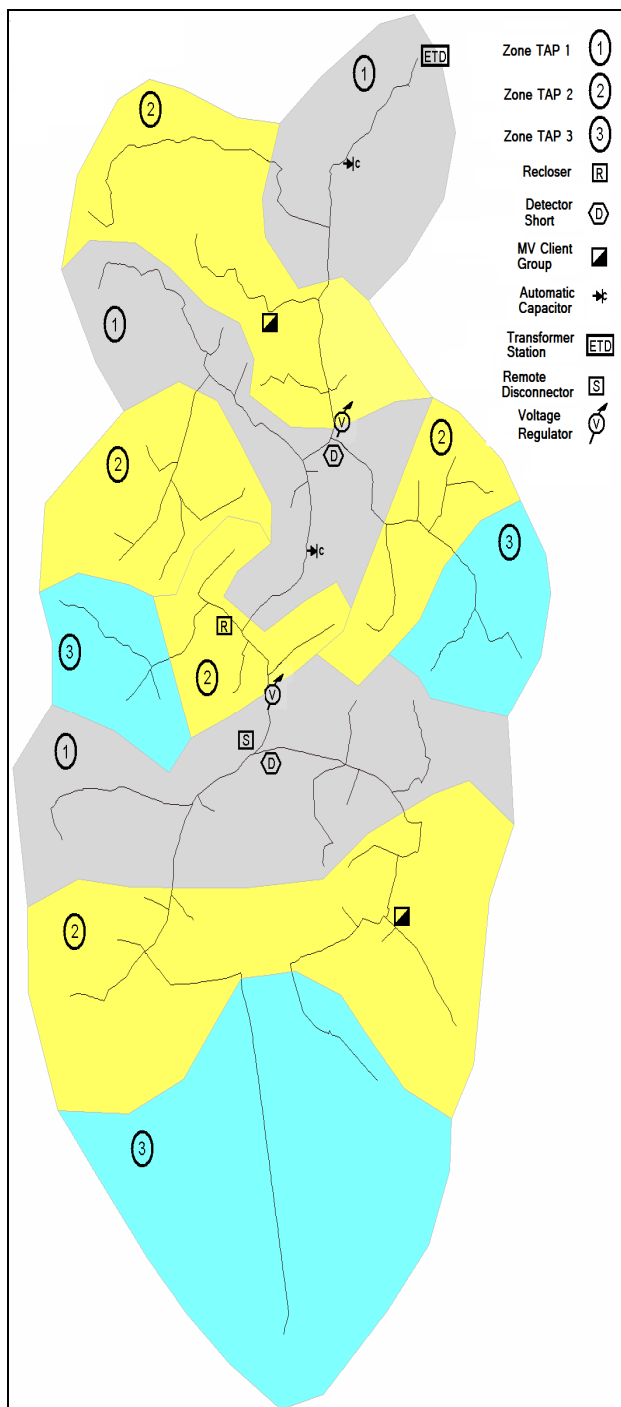 ETD
1
2
c
1
V
2
D
2
3
c
R
3
2
V
S
1
D
2
3
Zone TAP 1 1
Zone TAP 2 2
Zone TAP 3 3
Recloser R
Detector
Short D
MV Client
Group
Automatic
Capacitor c
Transformer
Station ETD
Remote
Disconnector S
Voltage
Regulator V